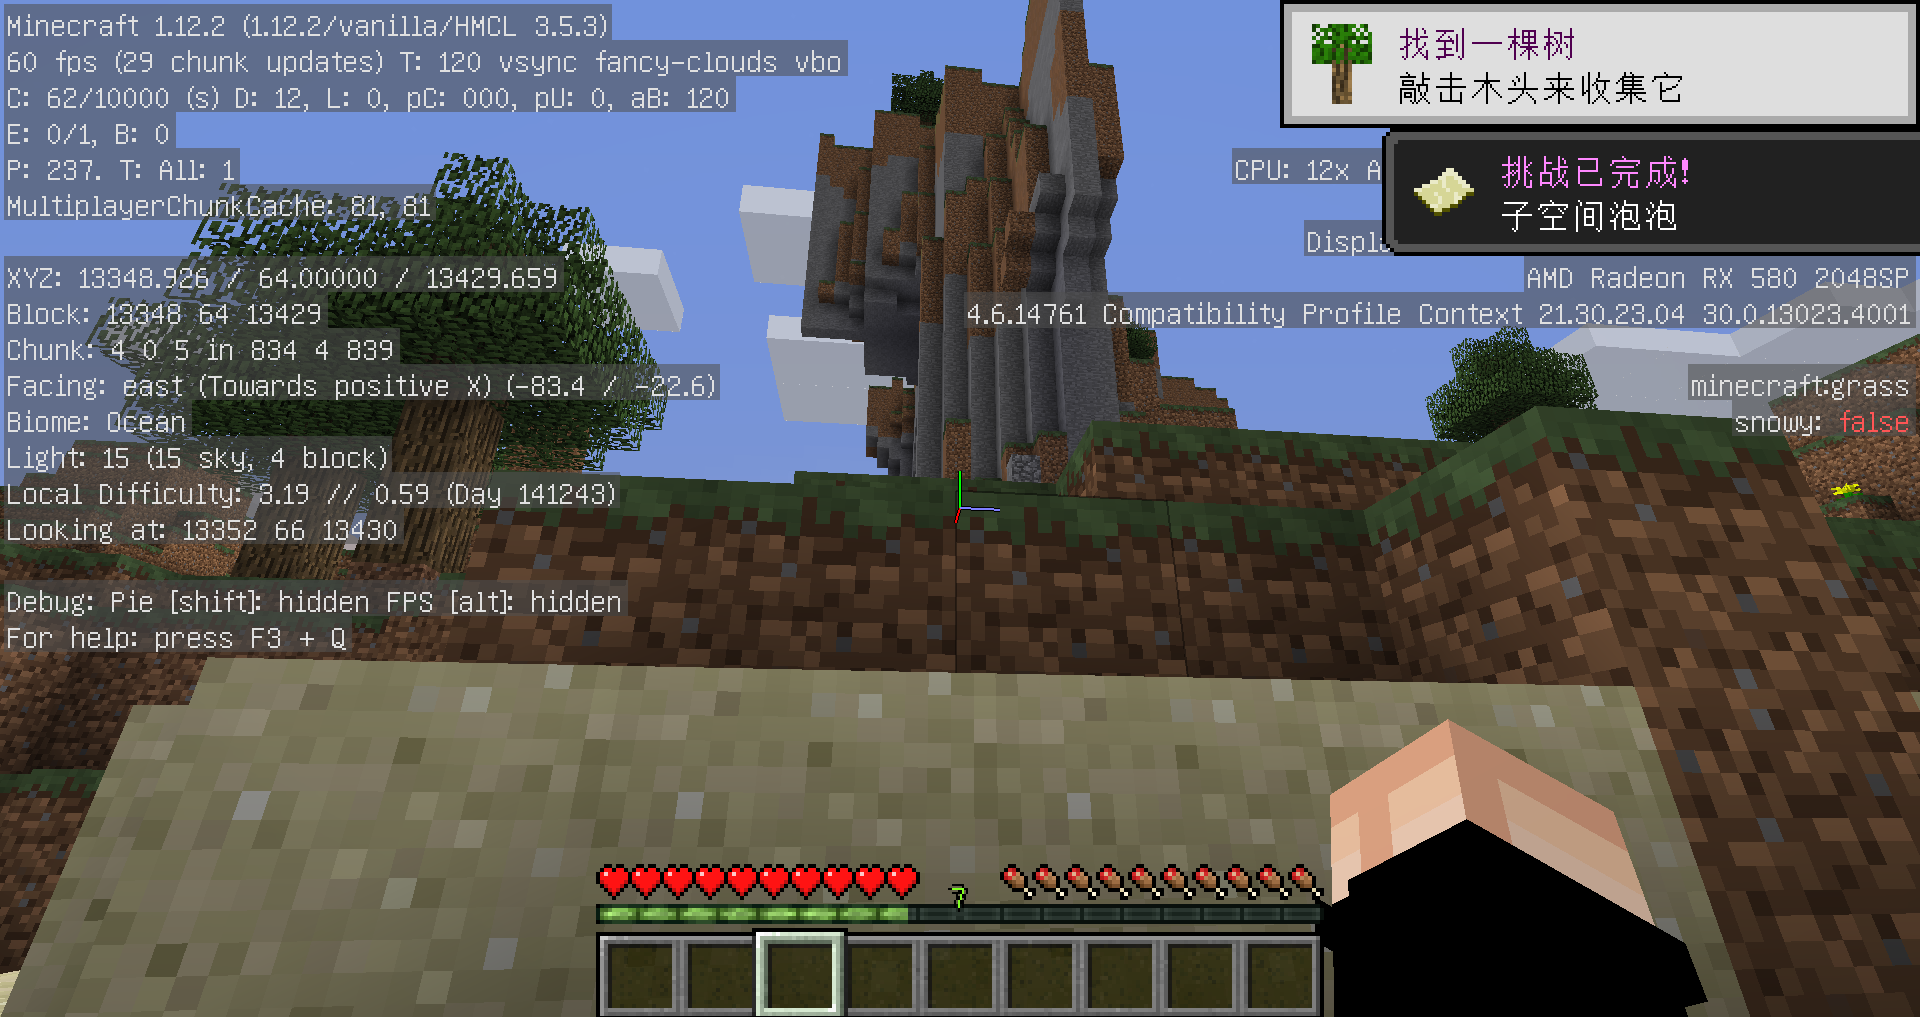 Minecraft 1.12.2 (1.12.2/vanilla/HMCL 3.5.3)
60 fps (29 chunk updates) T: 120 vsync fancy-clouds vbo
C: 62/10000 (s) D: 12, L: 0, pC: 000, pU: 0, aB: 120
E: 0/1, B: 0
P: 237. T: All: 1
MultiplayerChunkCache: 81, 81
XYZ: 13348.926 / 64.00000 / 13429.659
Block: 13348 64 13429
Chunk: 4 0 5 in 834 4 839
Facing: east (Towards positive X) (-83.4 / -22.6)
Biome: Ocean
Light: 15 (15 sky, 4 block)
Local Difficulty: 3.19 // 0.59 (Day 141243)
Looking at: 13352 66 13430
Debug: Pie [shift]: hidden FPS [alt]: hidden
For help: press F3 + Q
找到一棵树
敲击木头来收集它
挑战已完成!
子空间泡泡
CPU: 12x A
Displa
AMD Radeon RX 580 2048SP
4.6.14761 Compatibility Profile Context 21.30.23.04 30.0.13023.4001
minecraft:grass
snowy: false
7